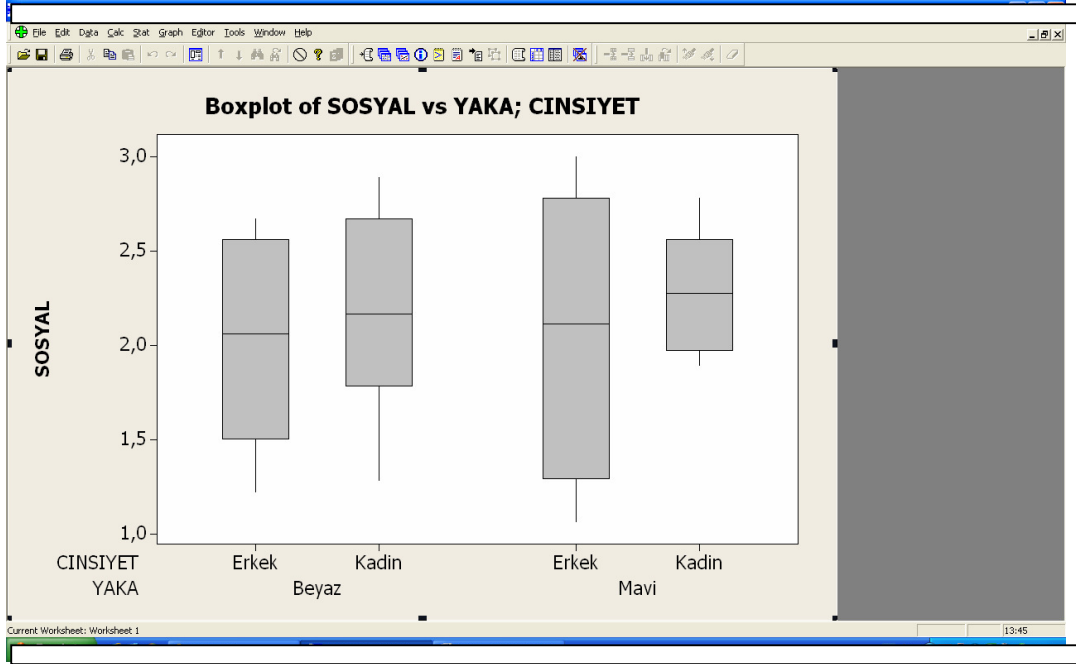 File Edit Data Calc Stat Graph Editor Tools Window Help
Boxplot of SOSYAL vs YAKA; CINSIYET
3,0
2,5
2,0
1,5
1,0
SOSYAL
CINSIYET Erkek Kadin Erkek Kadin
YAKA Beyaz Mavi
Current Worksheet: Worksheet 1
13:45